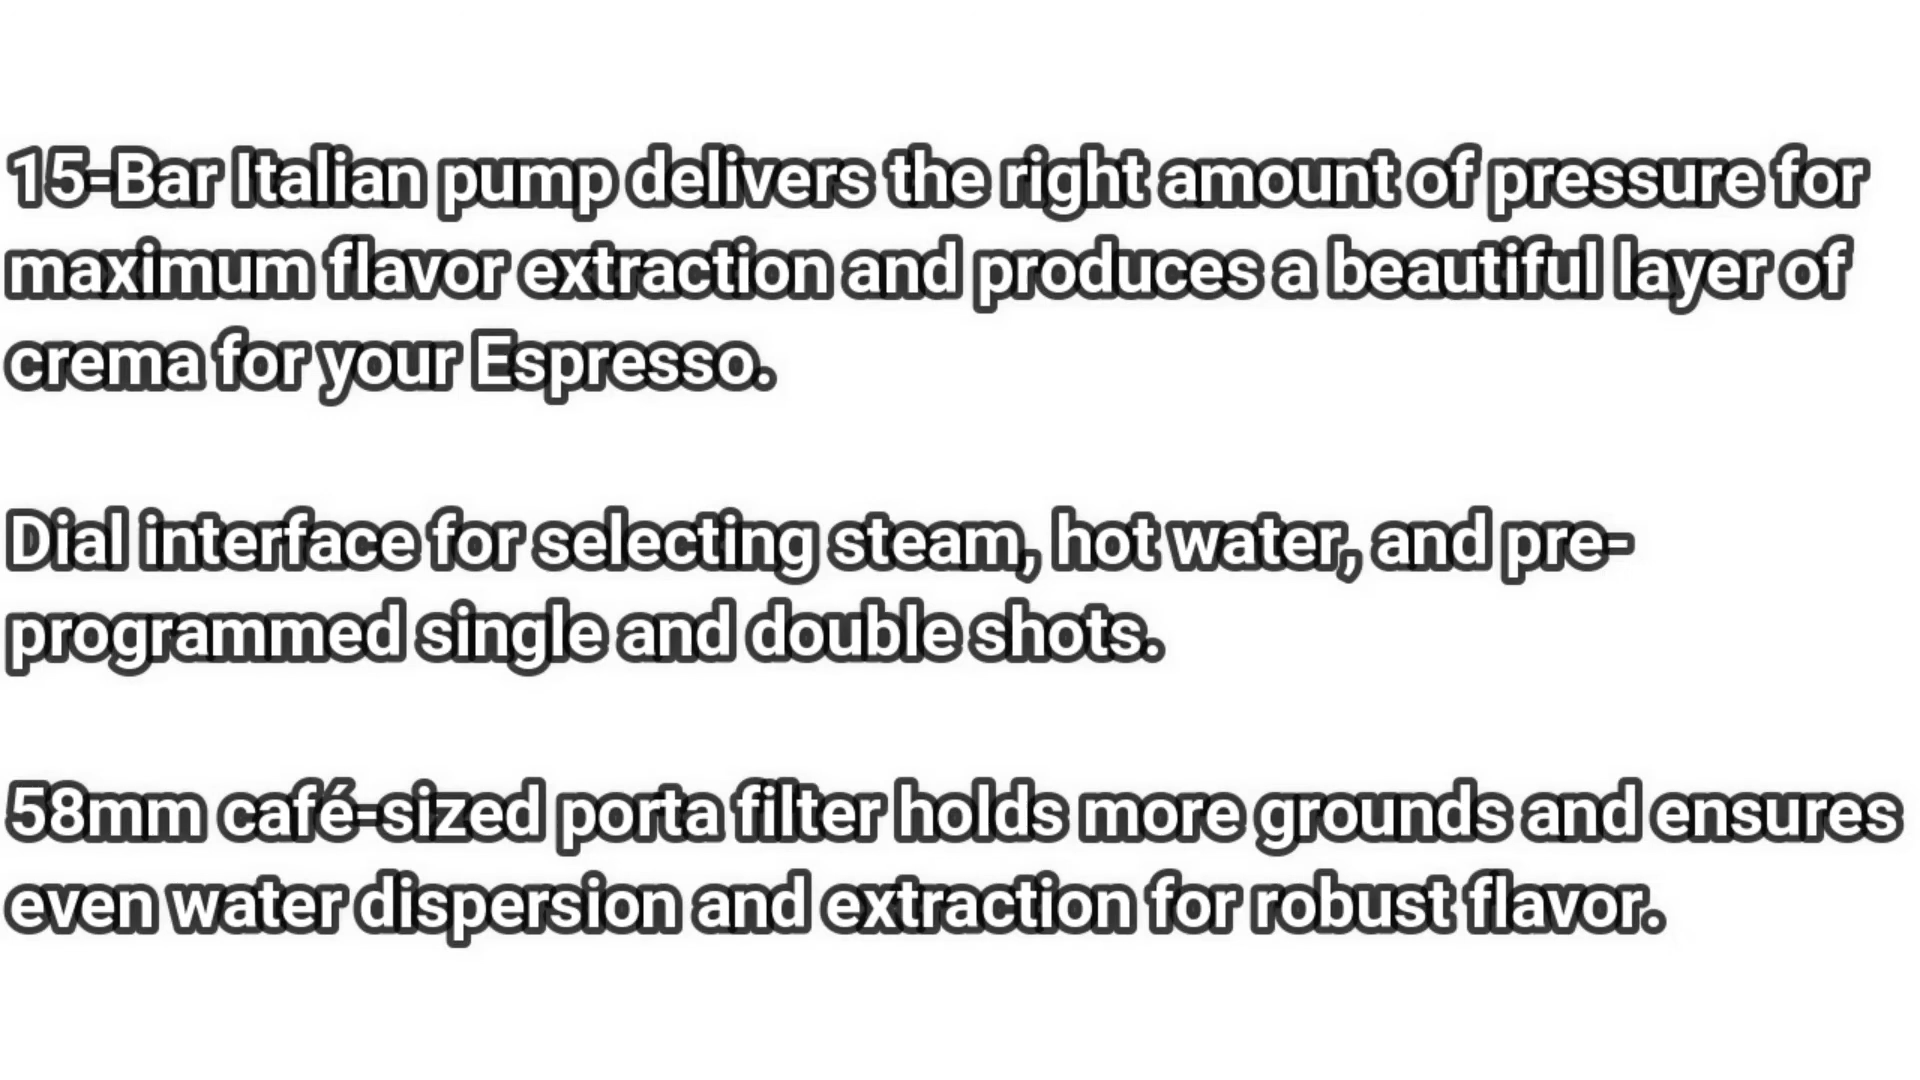 15-Bar Italian pump delivers the right amount of pressure for
maximum flavor extraction and produces a beautiful layer of
crema for your Espresso.
Dial interface for selecting steam, hot water, and pre-
programmed single and double shots.
58mm café-sized porta filter holds more grounds and ensures
even water dispersion and extraction for robust flavor.